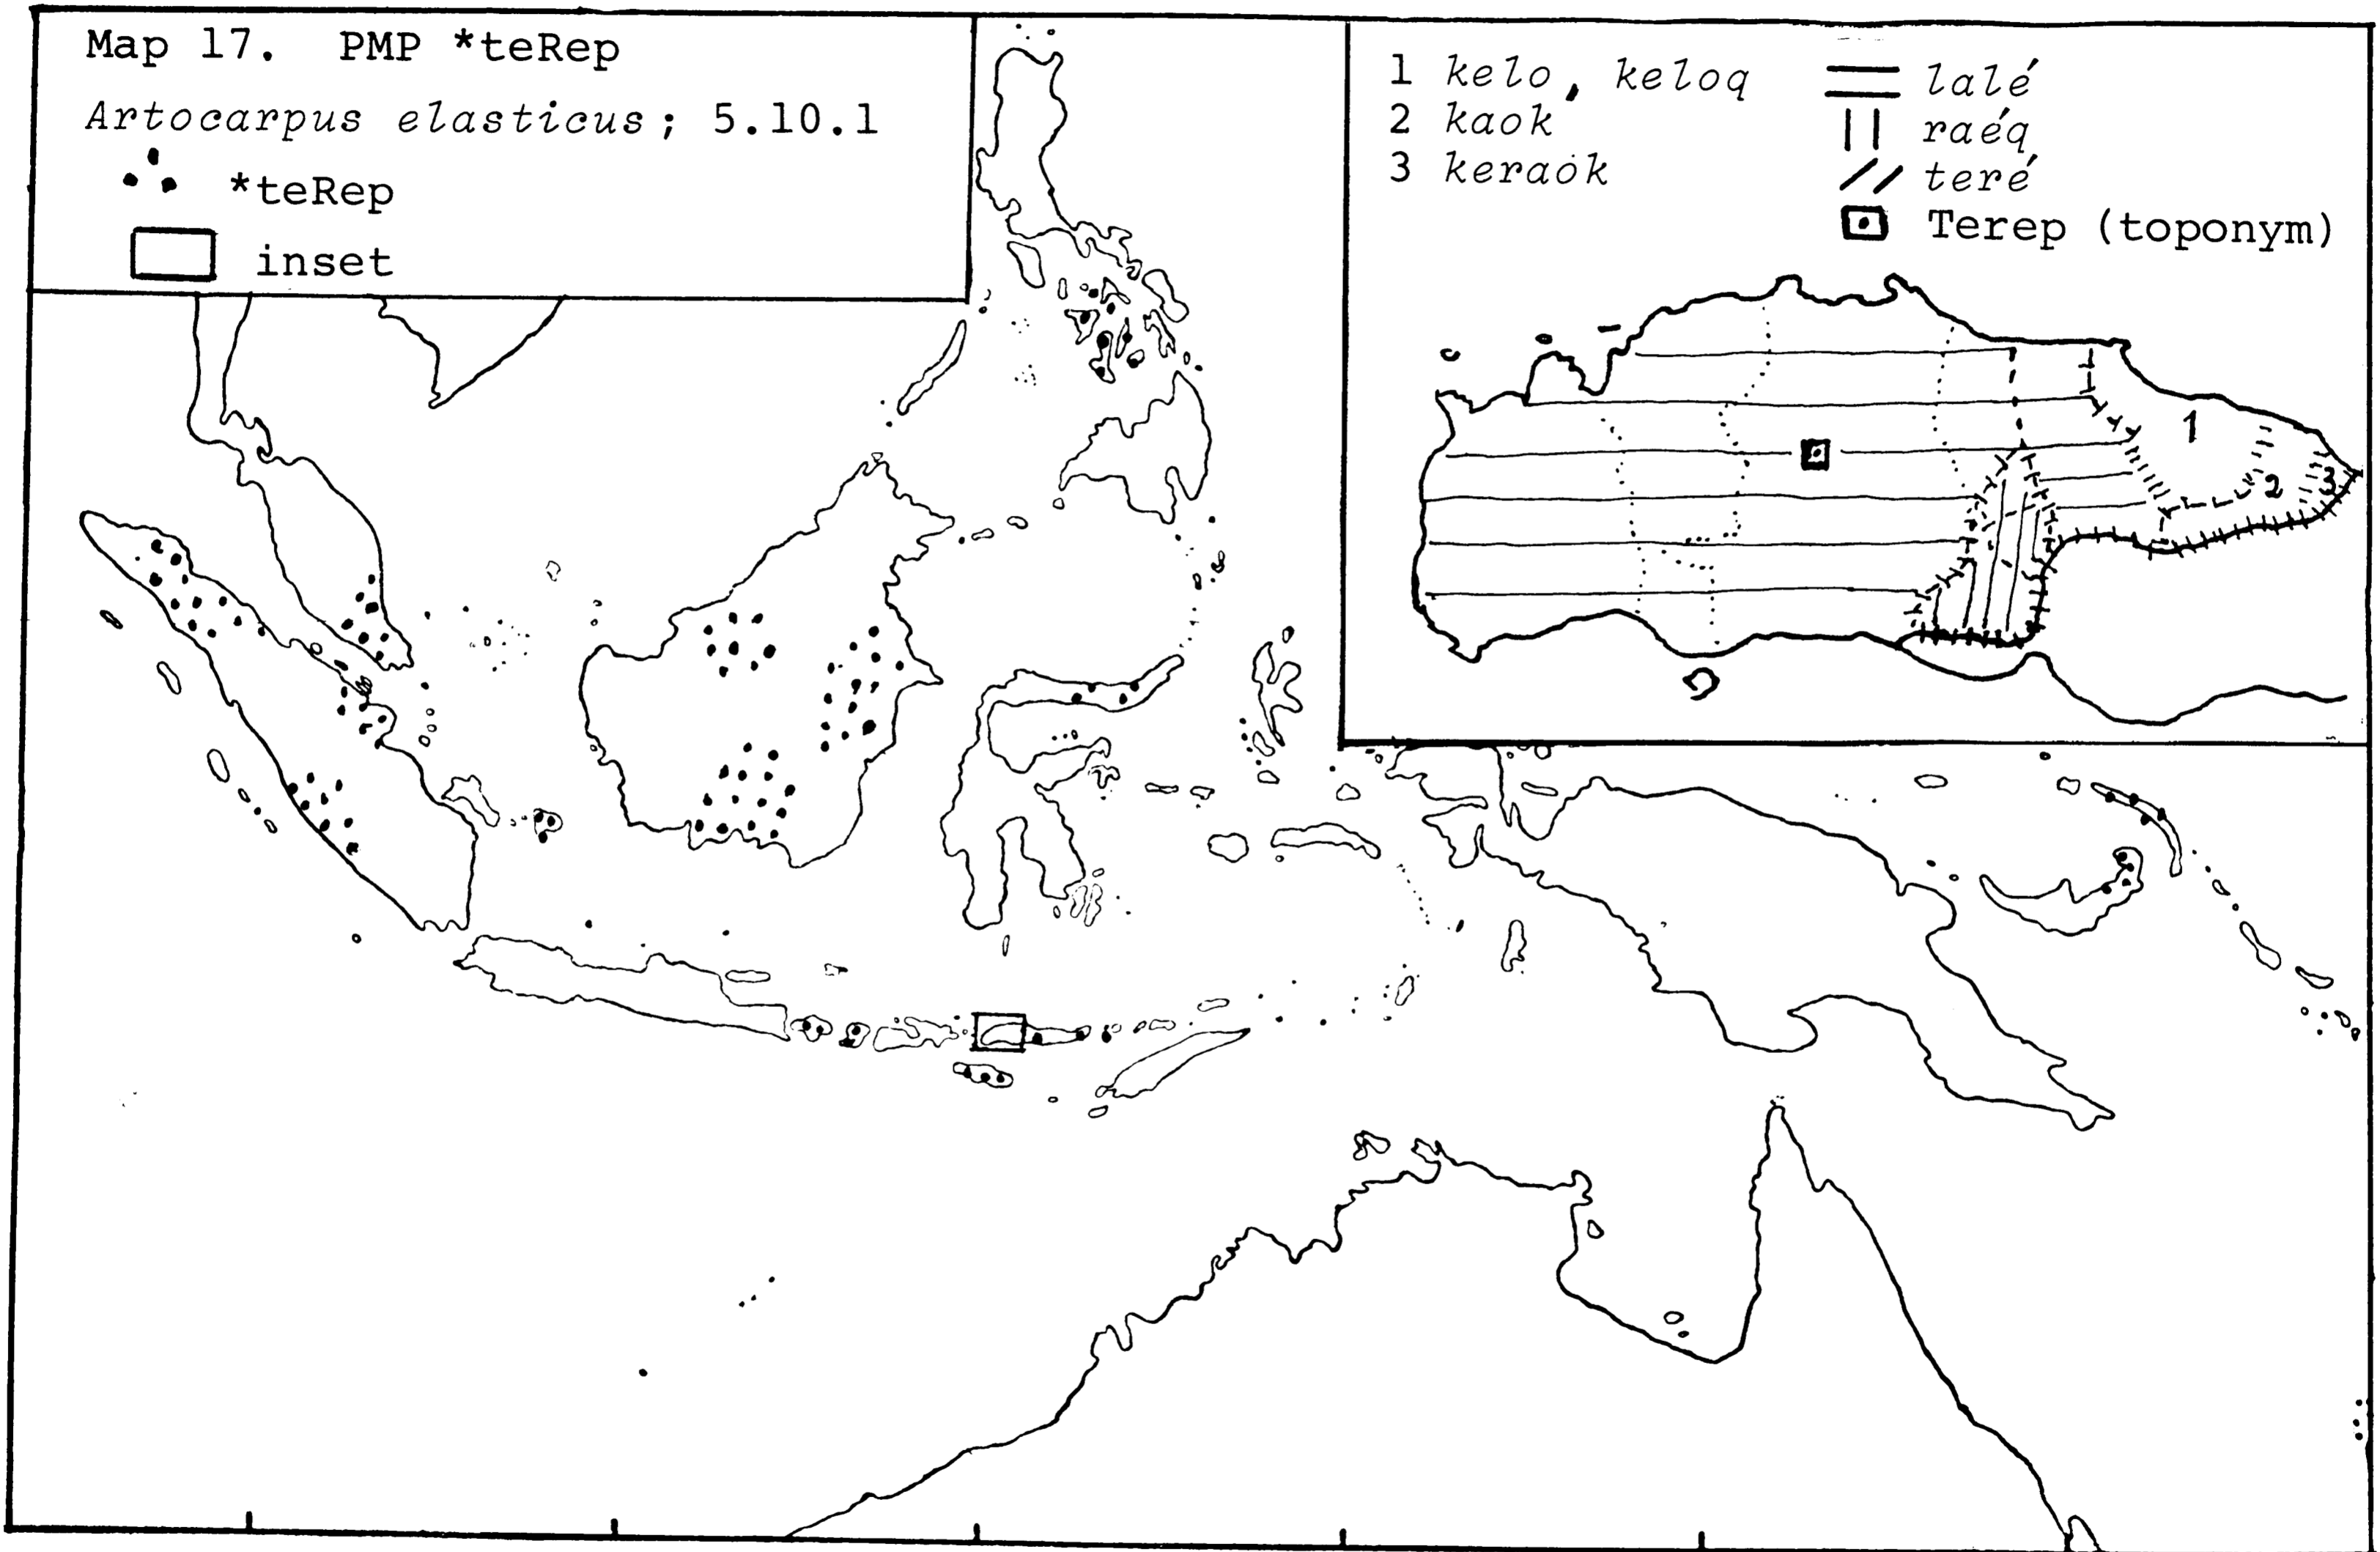 Map 17. PMP *teRep
Artocarpus elasticus; 5.10.1
*teRep
inset
1 kelo, keloq
2 kaok
3 keraok
lalé
raéq
teré
Terep (toponym)
1
2
3